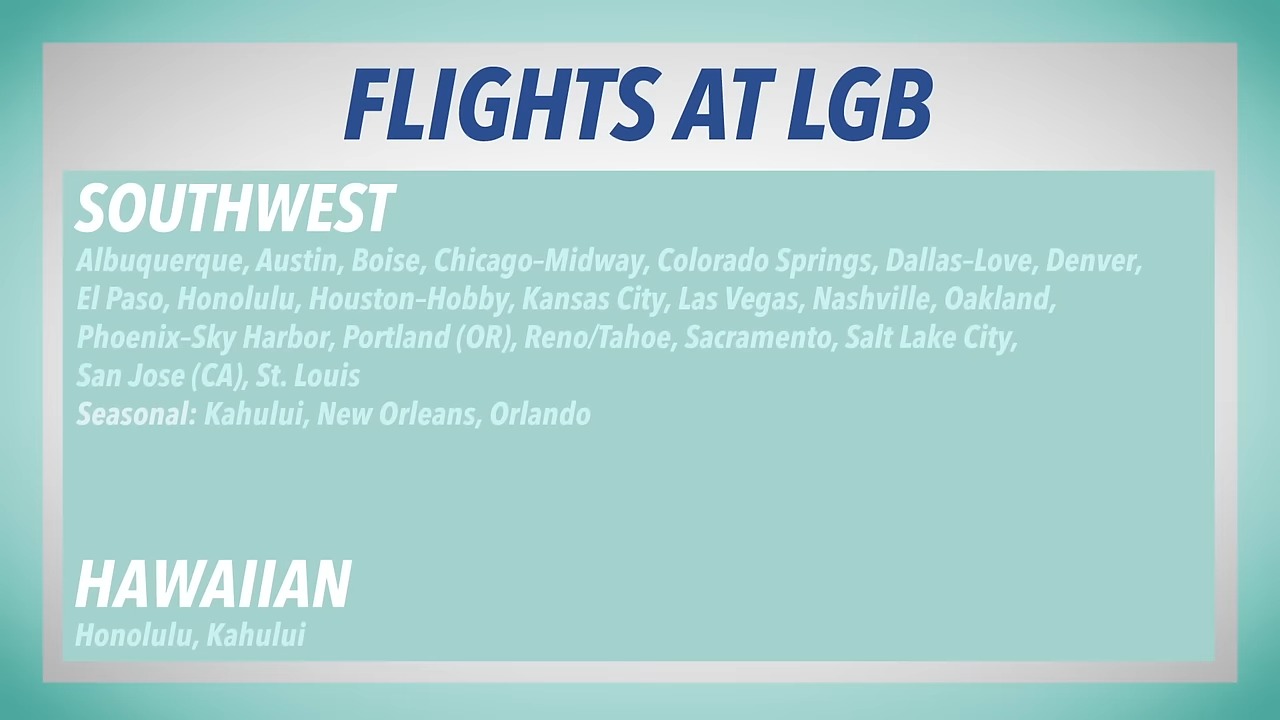 FLIGHTS AT LGB
SOUTHWEST
Albuquerque, Austin, Boise, Chicago–Midway, Colorado Springs, Dallas–Love, Denver,
El Paso, Honolulu, Houston–Hobby, Kansas City, Las Vegas, Nashville, Oakland,
Phoenix–Sky Harbor, Portland (OR), Reno/Tahoe, Sacramento, Salt Lake City,
San Jose (CA), St. Louis
Seasonal: Kahului, New Orleans, Orlando
HAWAIIAN
Honolulu, Kahului